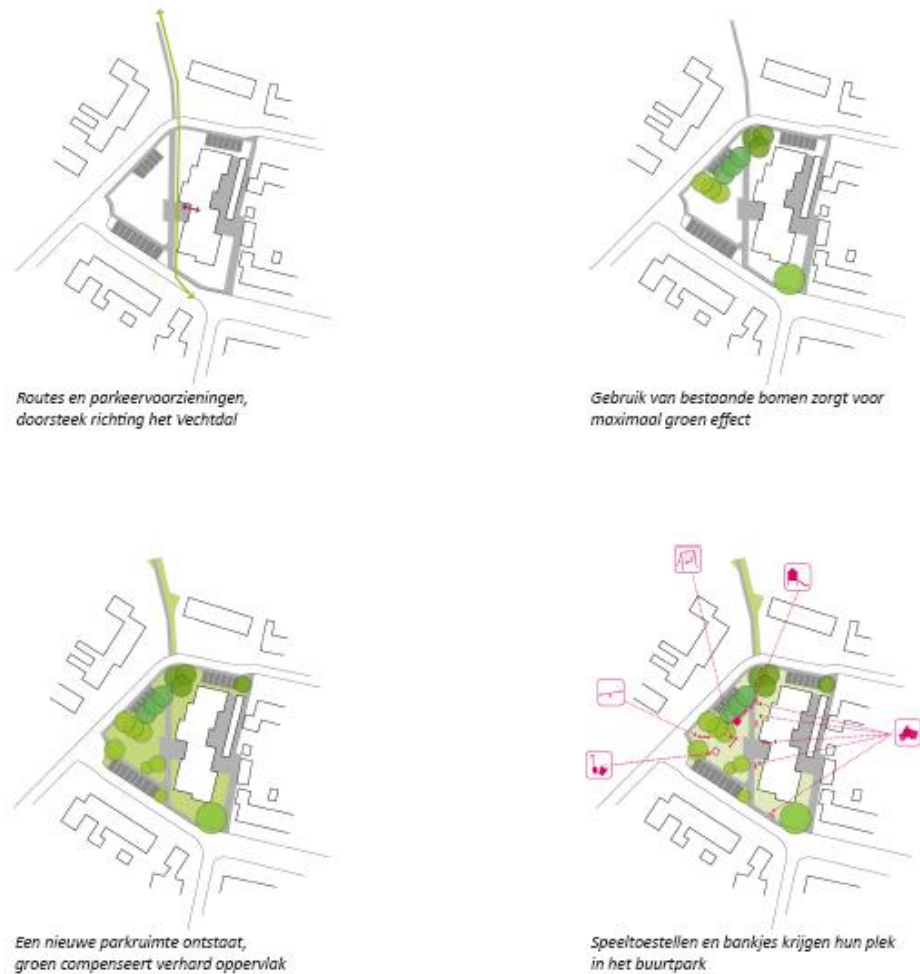 Routes en parkeervoorzieningen,
doorsteek richting het Vechtdal
Gebruik van bestaande bomen zorgt voor
maximaal groen effect
Een nieuwe parkruimte ontstaat,
groen compenseert verhard oppervlak
Speeltoestellen en bankjes krijgen hun plek
in het buurtpark